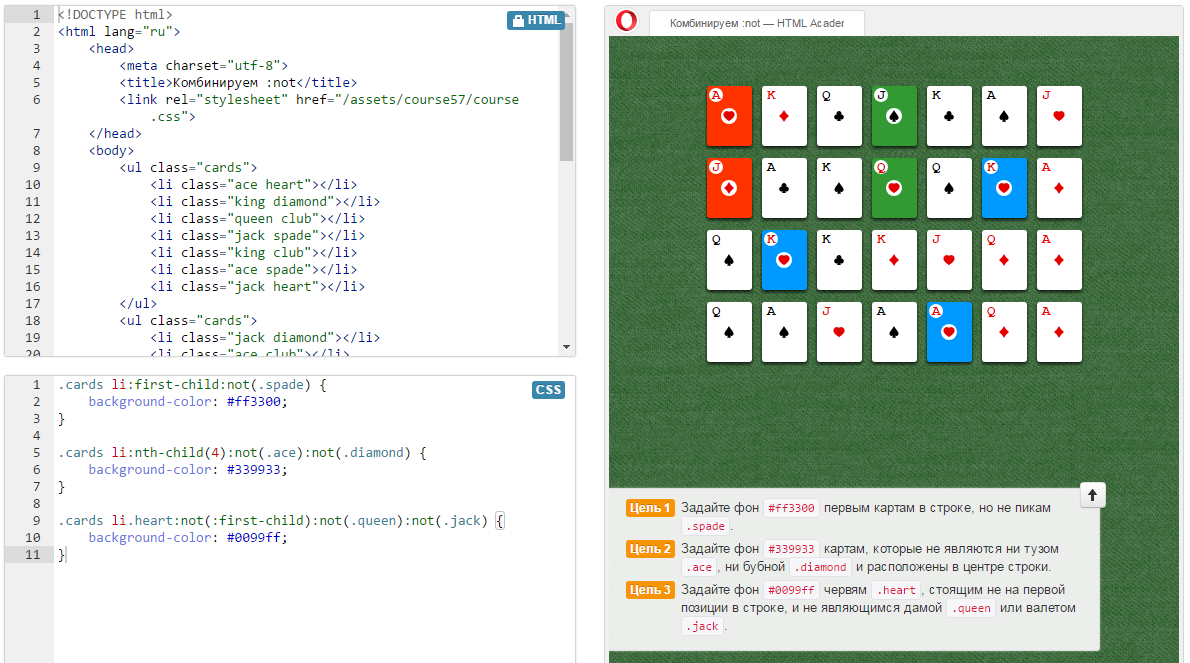 1 <!DOCTYPE html>
2 <html lang="ru">
3 <head>
4 <meta charset="utf-8">
5 <title>Комбинируем :not</title>
6 <link rel="stylesheet" href="/assets/course57/course
.css">
7 </head>
8 <body>
9 <ul class="cards">
10 <li class="ace heart"></li>
11 <li class="king diamond"></li>
12 <li class="queen club"></li>
13 <li class="jack spade"></li>
14 <li class="king club"></li>
15 <li class="ace spade"></li>
16 <li class="jack heart"></li>
17 </ul>
18 <ul class="cards">
19 <li class="jack diamond"></li>
20 <li class="ace club"></li>
HTML
1 .cards li:first-child:not(.spade) {
2 background-color: #ff3300;
3 }
4
5 .cards li:nth-child(4):not(.ace):not(.diamond) {
6 background-color: #339933;
7 }
8
9 .cards li.heart:not(:first-child):not(.queen):not(.jack) {
10 background-color: #0099ff;
11 }
CSS
Комбинируем :not — HTML Acader
A K Q J K A J
J A K Q Q K A
Q K K K J Q A
Q A J A A Q A
Цель 1 Задайте фон #ff3300 первым картам в строке, но не пикам
.spade .
Цель 2 Задайте фон #339933 картам, которые не являются ни тузом
.ace , ни бубной .diamond и расположены в центре строки.
Цель 3 Задайте фон #0099ff червям .heart , стоящим не на первой
позиции в строке, и не являющимся дамой .queen или валетом
.jack .